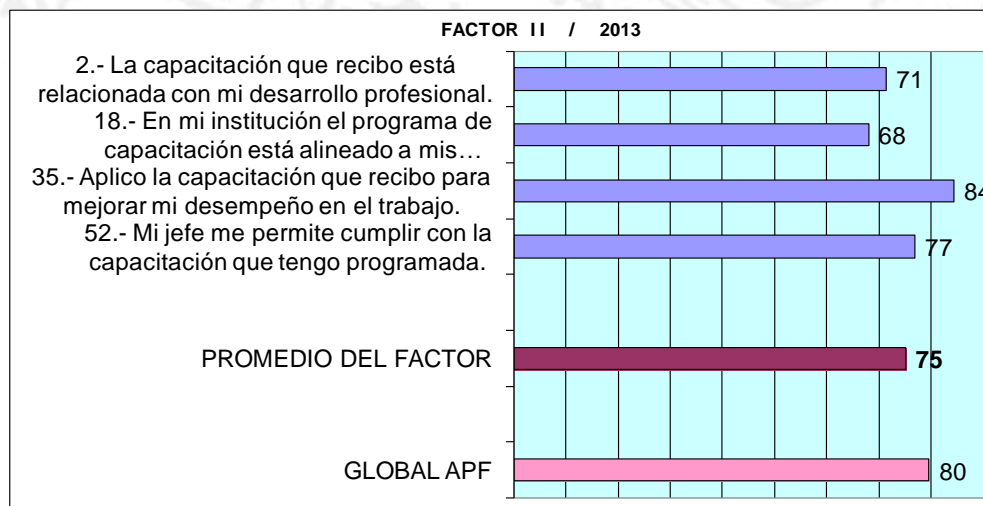 FACTOR II / 2013
2.- La capacitación que recibo está
relacionada con mi desarrollo profesional.
71
18.- En mi institución el programa de
capacitación está alineado a mis…
68
35.- Aplico la capacitación que recibo para
mejorar mi desempeño en el trabajo.
84
52.- Mi jefe me permite cumplir con la
capacitación que tengo programada.
77
PROMEDIO DEL FACTOR
75
GLOBAL APF
80